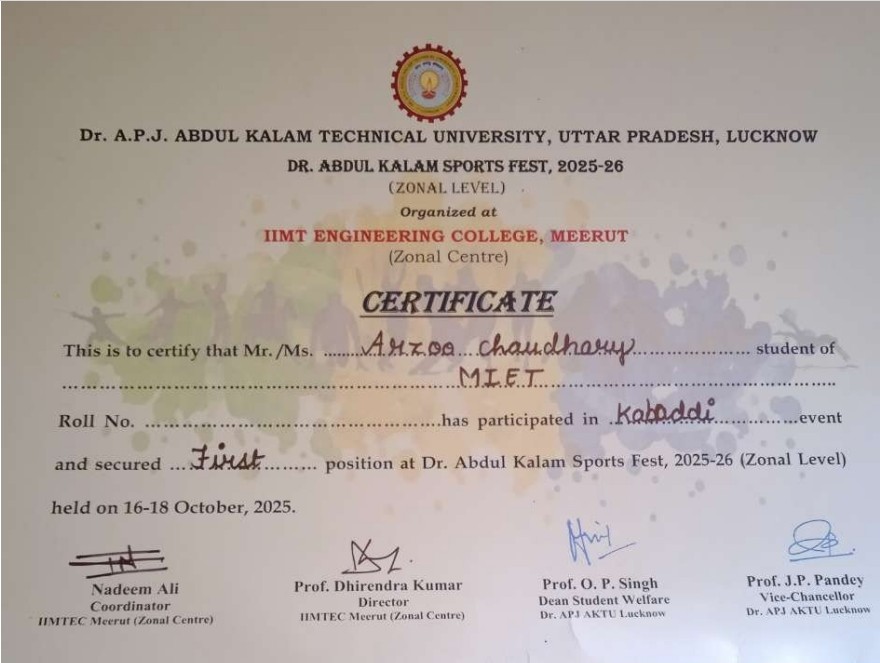 Dr. A.P.J. ABDUL KALAM TECHNICAL UNIVERSITY, UTTAR PRADESH, LUCKNOW
DR. ABDUL KALAM SPORTS FEST, 2025-26
(ZONAL LEVEL)
Organized at
IIMT ENGINEERING COLLEGE, MEERUT
(Zonal Centre)
CERTIFICATE
This is to certify that Mr./Ms. ........Arzoo...Chaudhary..................... student of
MIET
Roll No. ..........................................has participated in ..Kabaddi...............event
and secured ....First......... position at Dr. Abdul Kalam Sports Fest, 2025-26 (Zonal Level)
held on 16-18 October, 2025.
Nadeem Ali
Coordinator
IIMTEC Meerut (Zonal Centre)
Prof. Dhirendra Kumar
Director
IIMTEC Meerut (Zonal Centre)
Prof. O. P. Singh
Dean Student Welfare
Dr. APJ AKTU Lucknow
Prof. J.P. Pandey
Vice-Chancellor
Dr. APJ AKTU Lucknow